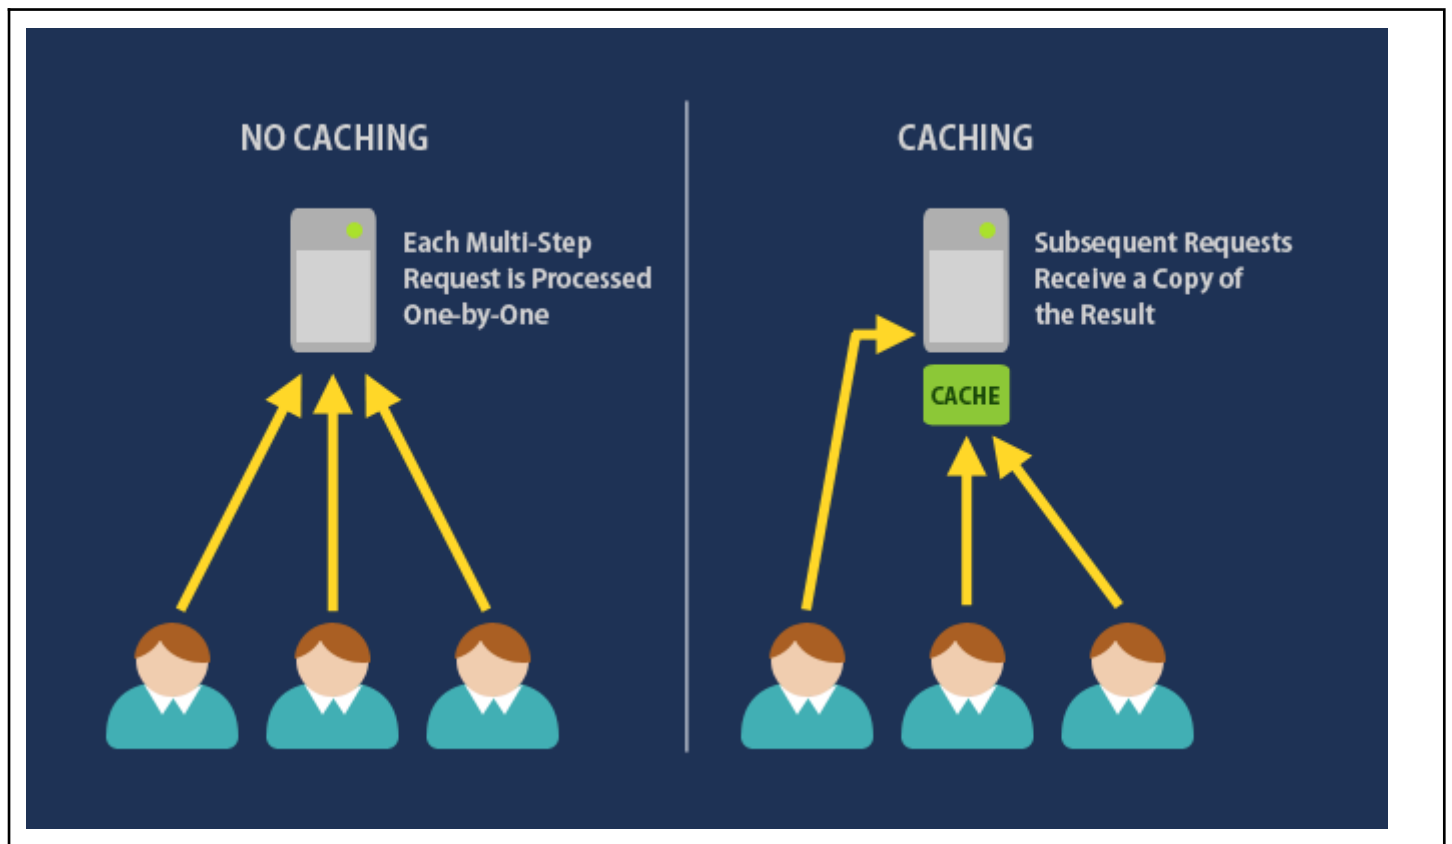 NO CACHING
Each Multi-Step
Request is Processed
One-by-One
CACHING
Subsequent Requests
Receive a Copy of
the Result
CACHE